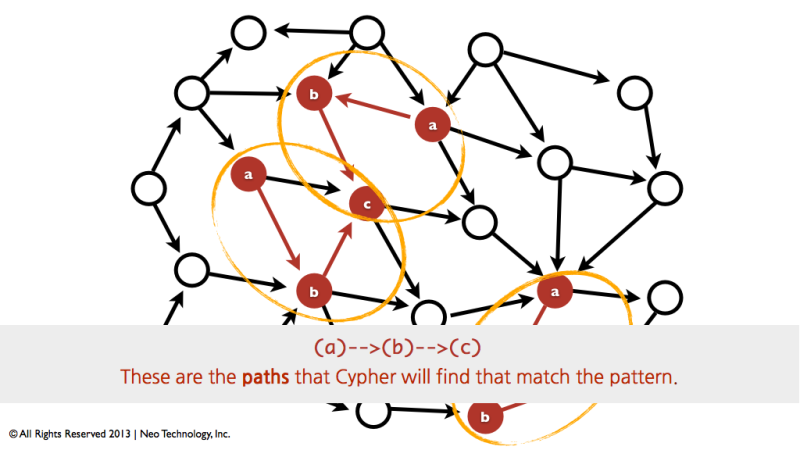 b
a
a
c
b
a
(a)-->(b)-->(c)
These are the paths that Cypher will find that match the pattern.
b
©All Rights Reserved 2013 | Neo Technology, Inc.